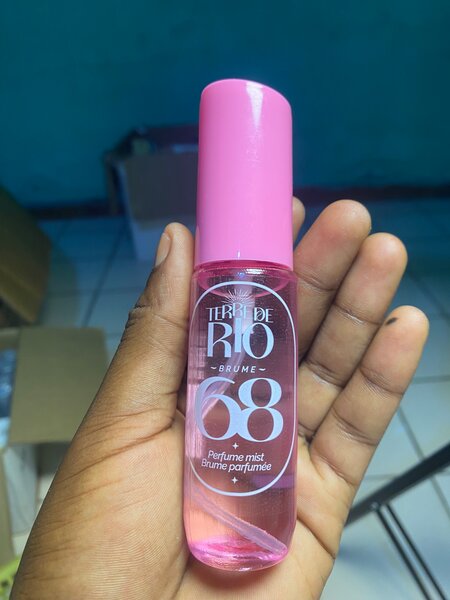 TERRE DE
RIO
~BRUME~
68
Perfume mist
Brume parfumée